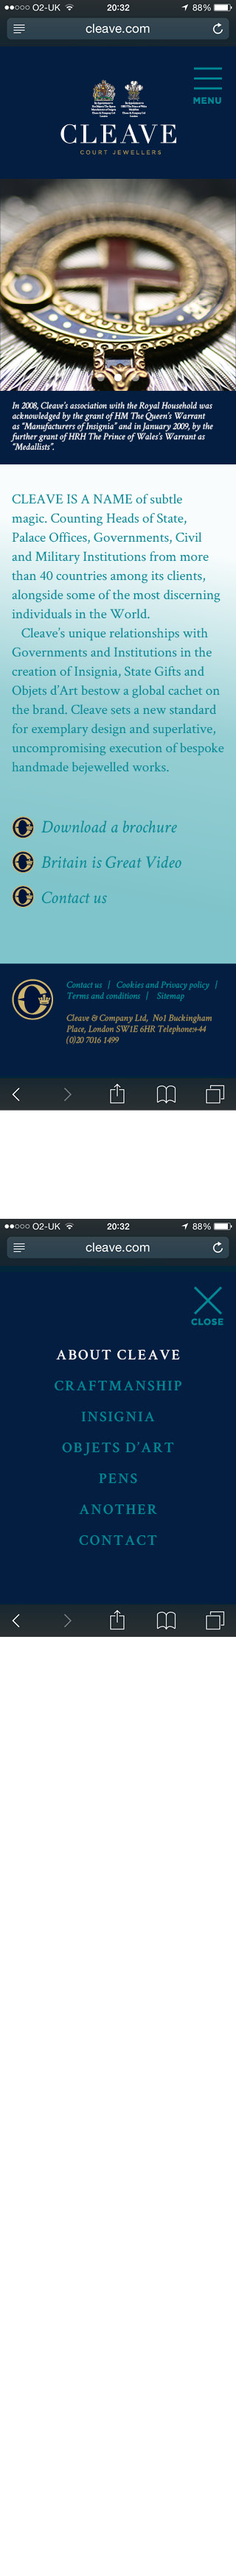 O2-UK 20:32 88%
cleave.com
MENU
CLEAVE
COURT JEWELLERS
In 2008, Cleave's association with the Royal Household was
acknowledged by the grant of HM The Queen's Warrant
as "Manufacturers of Insignia" and in January 2009, by the
further grant of HRH The Prince of Wales's Warrant as
"Medallists".
CLEAVE IS A NAME of subtle
magic. Counting Heads of State,
Palace Offices, Governments, Civil
and Military Institutions from more
than 40 countries among its clients,
alongside some of the most discerning
individuals in the World.
Cleave's unique relationships with
Governments and Institutions in the
creation of Insignia, State Gifts and
Objets d'Art bestow a global cachet on
the brand. Cleave sets a new standard
for exemplary design and superlative,
uncompromising execution of bespoke
handmade bejewelled works.
Download a brochure
Britain is Great Video
Contact us
Contact us | Cookies and Privacy policy |
Terms and conditions | Sitemap
Cleave & Company Ltd, No1 Buckingham
Place, London SW1E 6HR Telephone:+44
(0)20 7016 1499
O2-UK 20:32 88%
cleave.com
CLOSE
ABOUT CLEAVE
CRAFTMANSHIP
INSIGNIA
OBJETS D'ART
PENS
ANOTHER
CONTACT